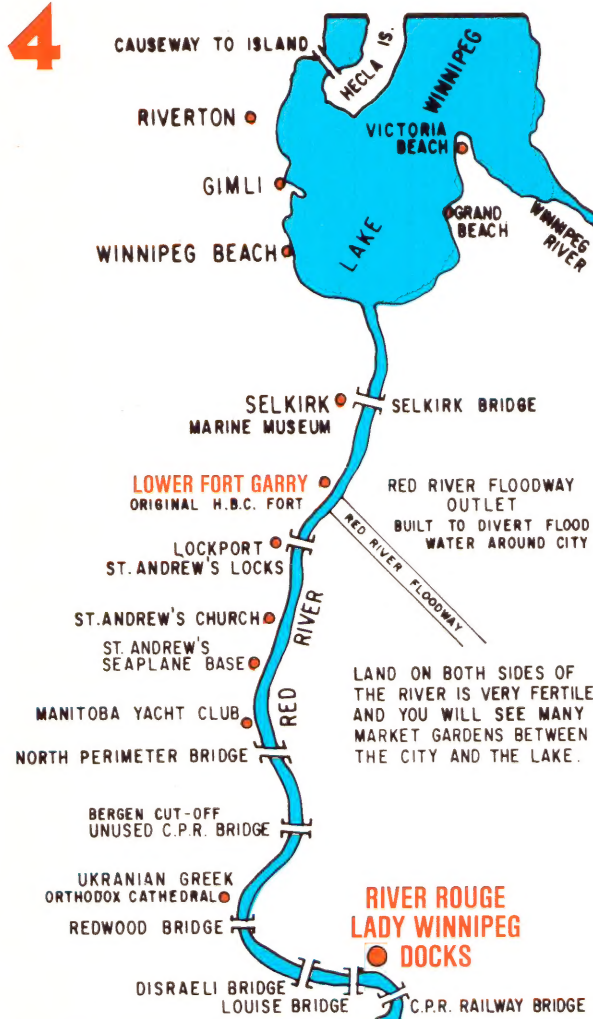 4
CAUSEWAY TO ISLAND
HECLA IS.
WINNIPEG
RIVERTON
VICTORIA
BEACH
GIMLI
GRAND
BEACH
WINNIPEG
RIVER
WINNIPEG BEACH
LAKE
SELKIRK
MARINE MUSEUM
SELKIRK BRIDGE
LOWER FORT GARRY
ORIGINAL H.B.C. FORT
RED RIVER FLOODWAY
OUTLET
BUILT TO DIVERT FLOOD
WATER AROUND CITY
RED RIVER FLOODWAY
LOCKPORT
ST. ANDREW'S LOCKS
ST. ANDREW'S CHURCH
RED RIVER
ST. ANDREW'S
SEAPLANE BASE
LAND ON BOTH SIDES OF
THE RIVER IS VERY FERTILE
AND YOU WILL SEE MANY
MARKET GARDENS BETWEEN
THE CITY AND THE LAKE.
MANITOBA YACHT CLUB
NORTH PERIMETER BRIDGE
BERGEN CUT-OFF
UNUSED C.P.R. BRIDGE
UKRANIAN GREEK
ORTHODOX CATHEDRAL
REDWOOD BRIDGE
RIVER ROUGE
LADY WINNIPEG
DOCKS
DISRAELI BRIDGE
LOUISE BRIDGE
C.P.R. RAILWAY BRIDGE